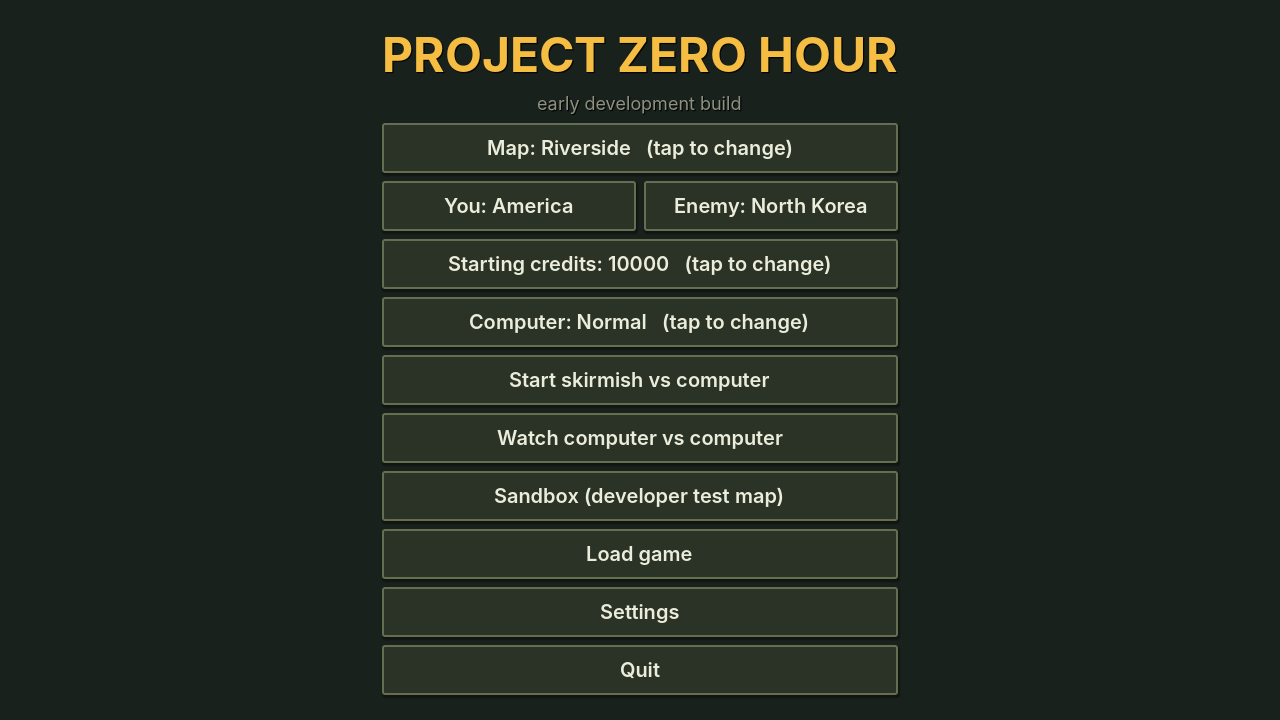 PROJECT ZERO HOUR
early development build
Map: Riverside (tap to change)
You: America
Enemy: North Korea
Starting credits: 10000 (tap to change)
Computer: Normal (tap to change)
Start skirmish vs computer
Watch computer vs computer
Sandbox (developer test map)
Load game
Settings
Quit